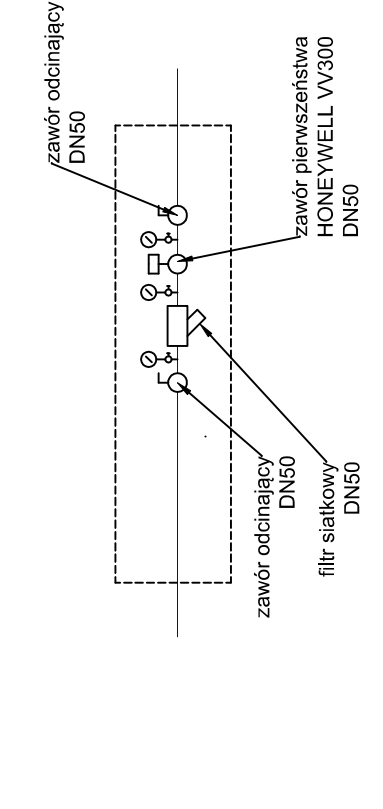 zawór odcinający
DN50
zawór pierwszeństwa
HONEYWELL VV300
DN50
zawór odcinający
DN50
filtr siatkowy
DN50